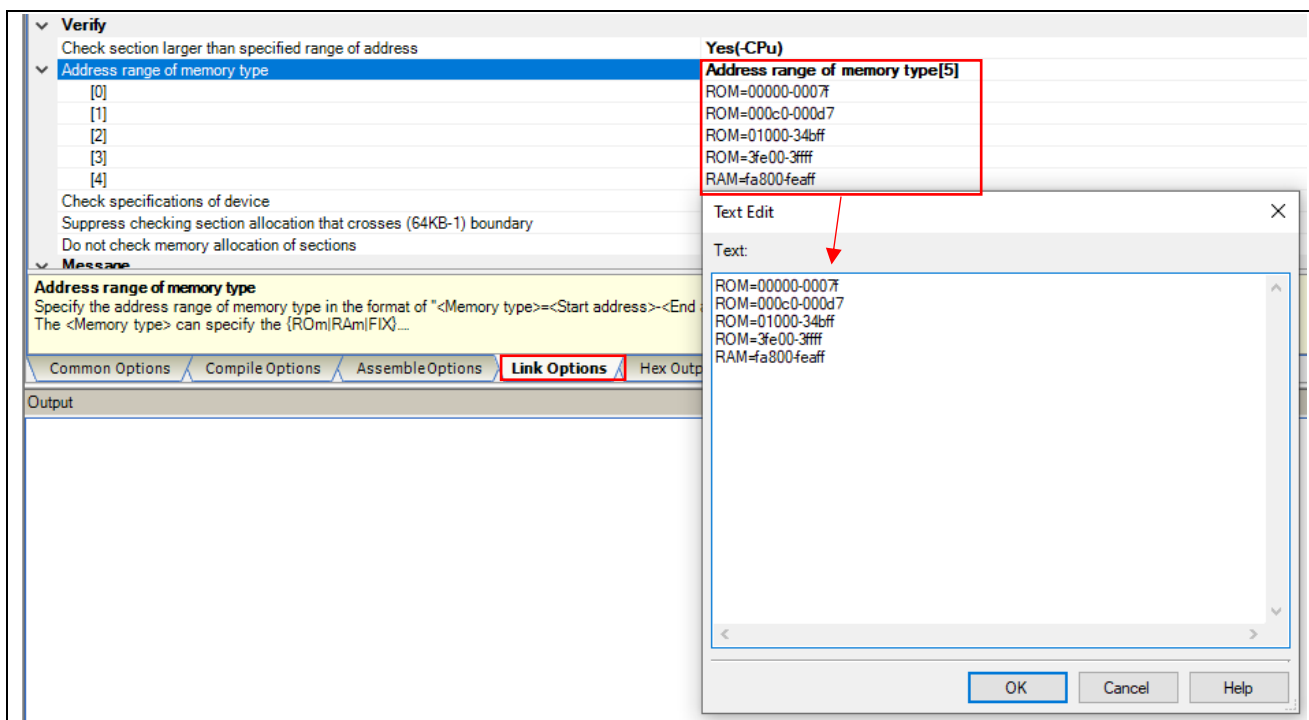 Verify
Check section larger than specified range of address Yes(-CPu)
Address range of memory type Address range of memory type[5]
[0] ROM=00000-0007f
[1] ROM=000c0-000d7
[2] ROM=01000-34bff
[3] ROM=3fe00-3ffff
[4] RAM=fa800-feaff
Check specifications of device
Suppress checking section allocation that crosses (64KB-1) boundary
Do not check memory allocation of sections
Message
Address range of memory type
Specify the address range of memory type in the format of "<Memory type>=<Start address>-<End
The <Memory type> can specify the {ROm|RAm|FIX}....
Common Options Compile Options Assemble Options Link Options Hex Outp
Output
Text Edit
Text:
ROM=00000-0007f
ROM=000c0-000d7
ROM=01000-34bff
ROM=3fe00-3ffff
RAM=fa800-feaff
OK Cancel Help